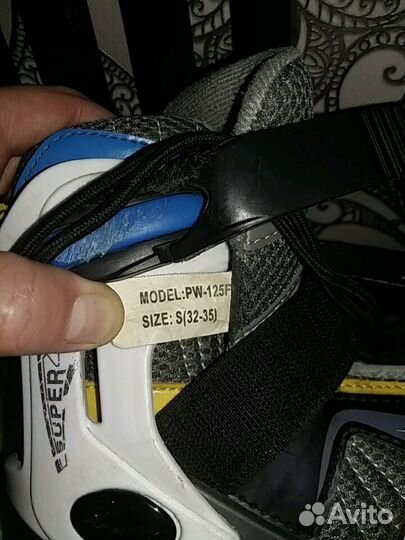 MODEL:PW-125F
SIZE: S(32-35)
SUPER
Avito